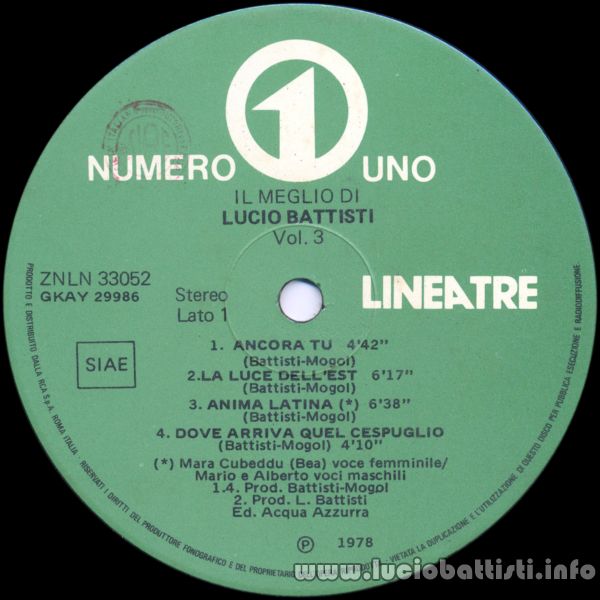 1
NUMERO UNO
IL MEGLIO DI
LUCIO BATTISTI
Vol. 3
ZNLN 33052
GKAY 29986
Stereo
Lato 1
LINEATRE
SIAE
1. ANCORA TU 4'42"
(Battisti-Mogol)
2.LA LUCE DELL'EST 6'17"
(Battisti-Mogol)
3. ANIMA LATINA (*) 6'38"
(Battisti-Mogol)
4. DOVE ARRIVA QUEL CESPUGLIO
(Battisti-Mogol) 4'10"
(*) Mara Cubeddu (Bea) voce femminile/
Mario e Alberto voci maschili
1.4. Prod. Battisti-Mogol
2. Prod. L. Battisti
Ed. Acqua Azzurra
P 1978
PRODOTTO E DISTRIBUITO DALLA RCA S.p.A. ROMA ITALIA - RISERVATI I DIRITTI DEL PRODUTTORE FONOGRAFICO E DEL PROPRIETARIO
VIETATA LA DUPLICAZIONE E L'UTILIZZAZIONE DI QUESTO DISCO PER PUBBLICA ESECUZIONE E RADIODIFFUSIONE.
www.luciobattisti.info